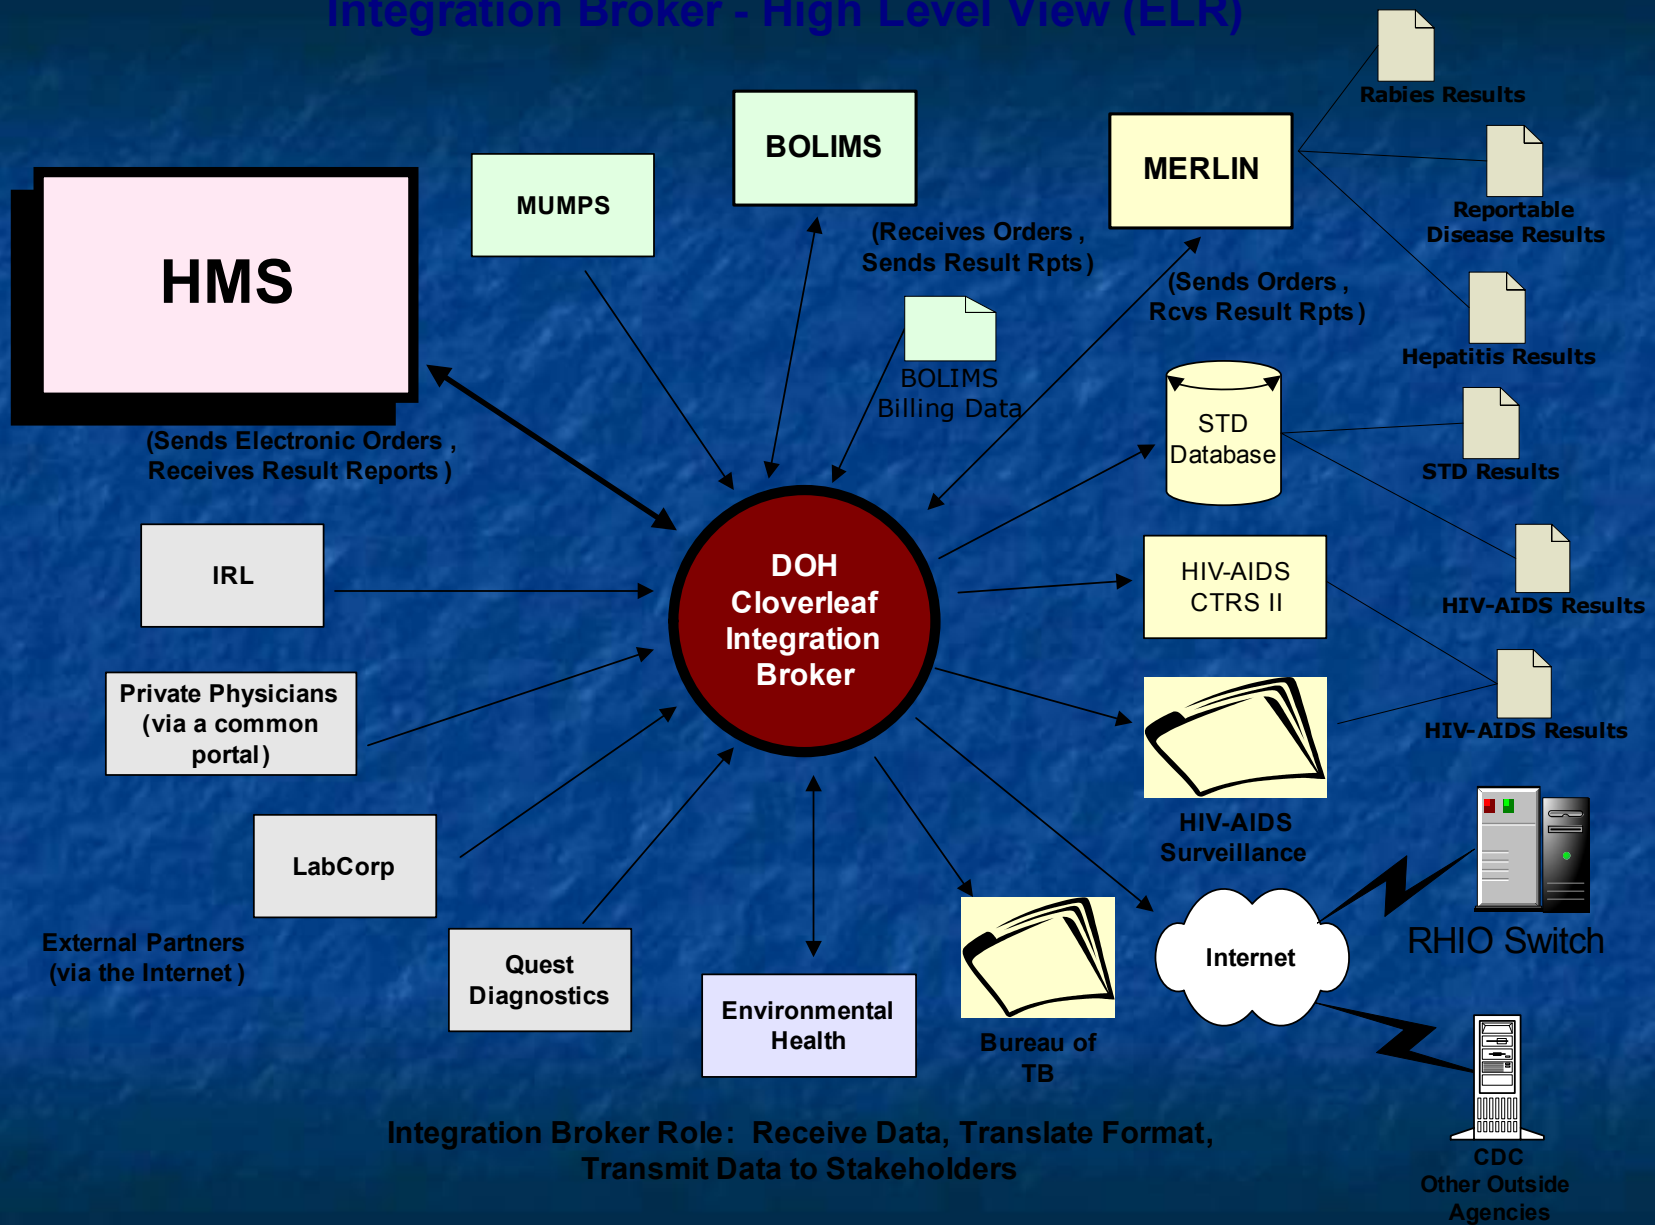 Integration Broker - High Level View (ELR)
Rabies Results
BOLIMS
MERLIN
MUMPS
Reportable
Disease Results
HMS
(Receives Orders ,
Sends Result Rpts )
(Sends Orders ,
Rcvs Result Rpts )
Hepatitis Results
BOLIMS
Billing Data
STD
Database
(Sends Electronic Orders ,
Receives Result Reports )
STD Results
IRL
DOH
Cloverleaf
Integration
Broker
HIV-AIDS
CTRS II
HIV-AIDS Results
Private Physicians
(via a common
portal)
HIV-AIDS Results
HIV-AIDS
Surveillance
LabCorp
External Partners
(via the Internet )
Quest
Diagnostics
Internet
RHIO Switch
Environmental
Health
Bureau of
TB
Integration Broker Role:  Receive Data, Translate Format,
Transmit Data to Stakeholders
CDC
Other Outside
Agencies